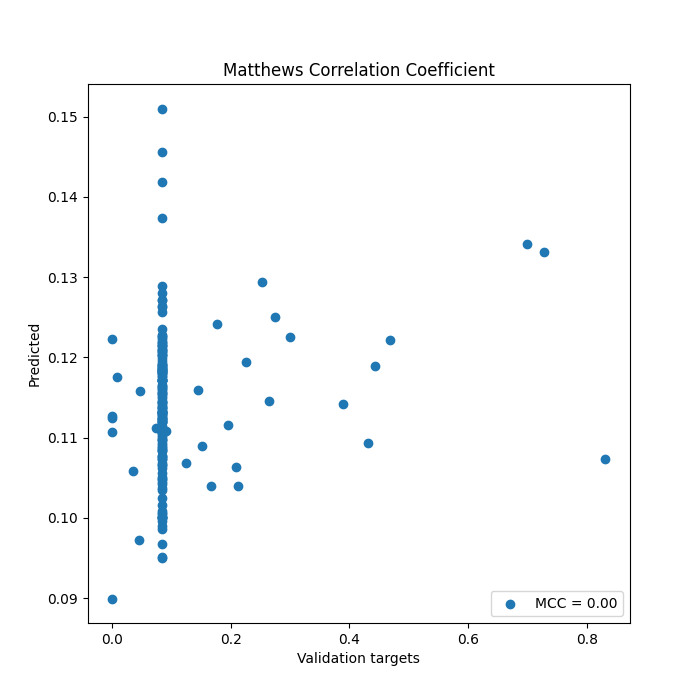 Matthews Correlation Coefficient
0.15
0.14
0.13
0.12
0.11
0.10
0.09
Predicted
MCC = 0.00
0.0 0.2 0.4 0.6 0.8
Validation targets